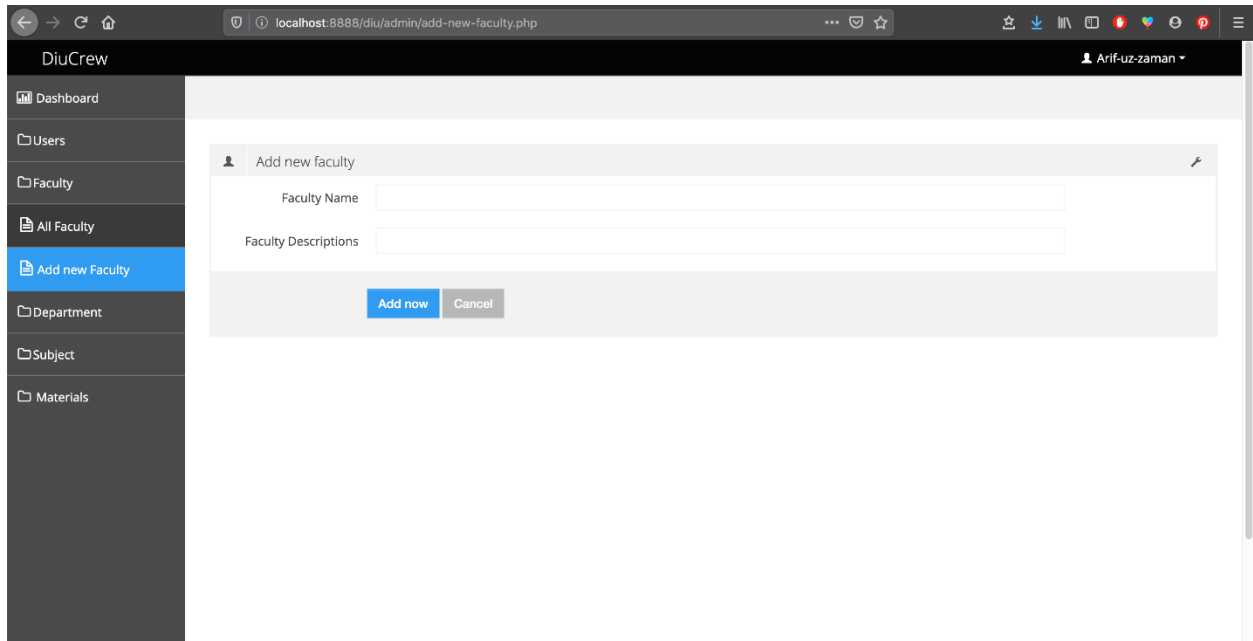 localhost:8888/diu/admin/add-new-faculty.php
DiuCrew
Arif-uz-zaman
Dashboard
Users
Faculty
All Faculty
Add new Faculty
Department
Subject
Materials
Add new faculty
Faculty Name
Faculty Descriptions
Add now Cancel